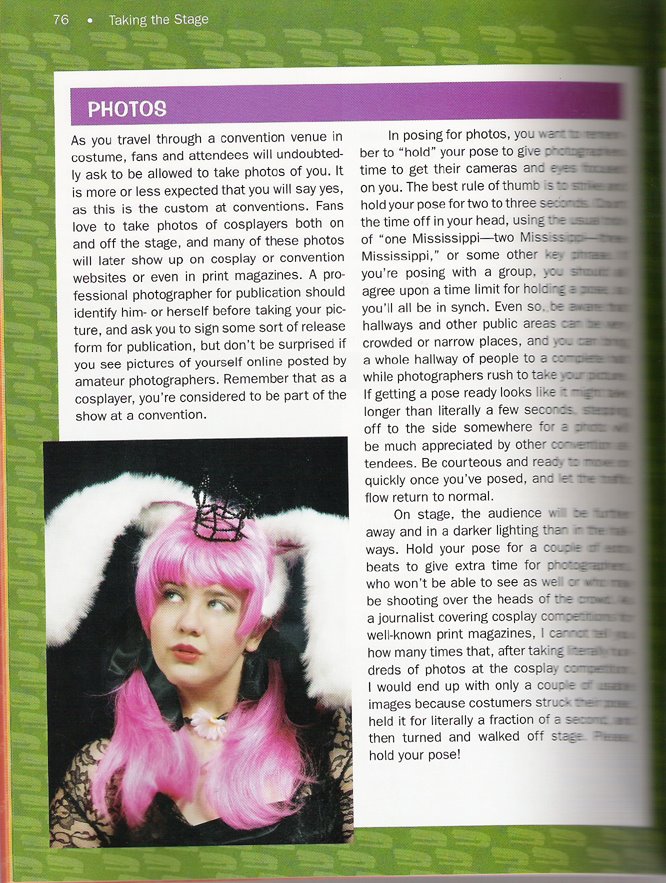 76 • Taking the Stage
PHOTOS
As you travel through a convention venue in
costume, fans and attendees will undoubted-
ly ask to be allowed to take photos of you. It
is more or less expected that you will say yes,
as this is the custom at conventions. Fans
love to take photos of cosplayers both on
and off the stage, and many of these photos
will later show up on cosplay or convention
websites or even in print magazines. A pro-
fessional photographer for publication should
identify him- or herself before taking your pic-
ture, and ask you to sign some sort of release
form for publication, but don't be surprised if
you see pictures of yourself online posted by
amateur photographers. Remember that as a
cosplayer, you're considered to be part of the
show at a convention.
In posing for photos, you want to remem-
ber to "hold" your pose to give photographers
time to get their cameras and eyes focused
on you. The best rule of thumb is to strike and
hold your pose for two to three seconds. Count
the time off in your head, using the usual
of "one Mississippi—two Mississippi—three
Mississippi," or some other key phrase. If
you're posing with a group, you should all
agree upon a time limit for holding a pose, so
you'll all be in synch. Even so, be aware that
hallways and other public areas can be very
crowded or narrow places, and you can bring
a whole hallway of people to a complete halt
while photographers rush to take your picture.
If getting a pose ready looks like it might take
longer than literally a few seconds, stepping
off to the side somewhere for a photo will
be much appreciated by other convention at-
tendees. Be courteous and ready to move on
quickly once you've posed, and let the traffic
flow return to normal.
On stage, the audience will be further
away and in a darker lighting than in the hall-
ways. Hold your pose for a couple of extra
beats to give extra time for photographers,
who won't be able to see as well or who may
be shooting over the heads of the crowd. As
a journalist covering cosplay competitions for
well-known print magazines, I cannot tell you
how many times that, after taking literally hun-
dreds of photos at the cosplay competition,
I would end up with only a couple of usable
images because costumers struck their pose,
held it for literally a fraction of a second, and
then turned and walked off stage. Please,
hold your pose!